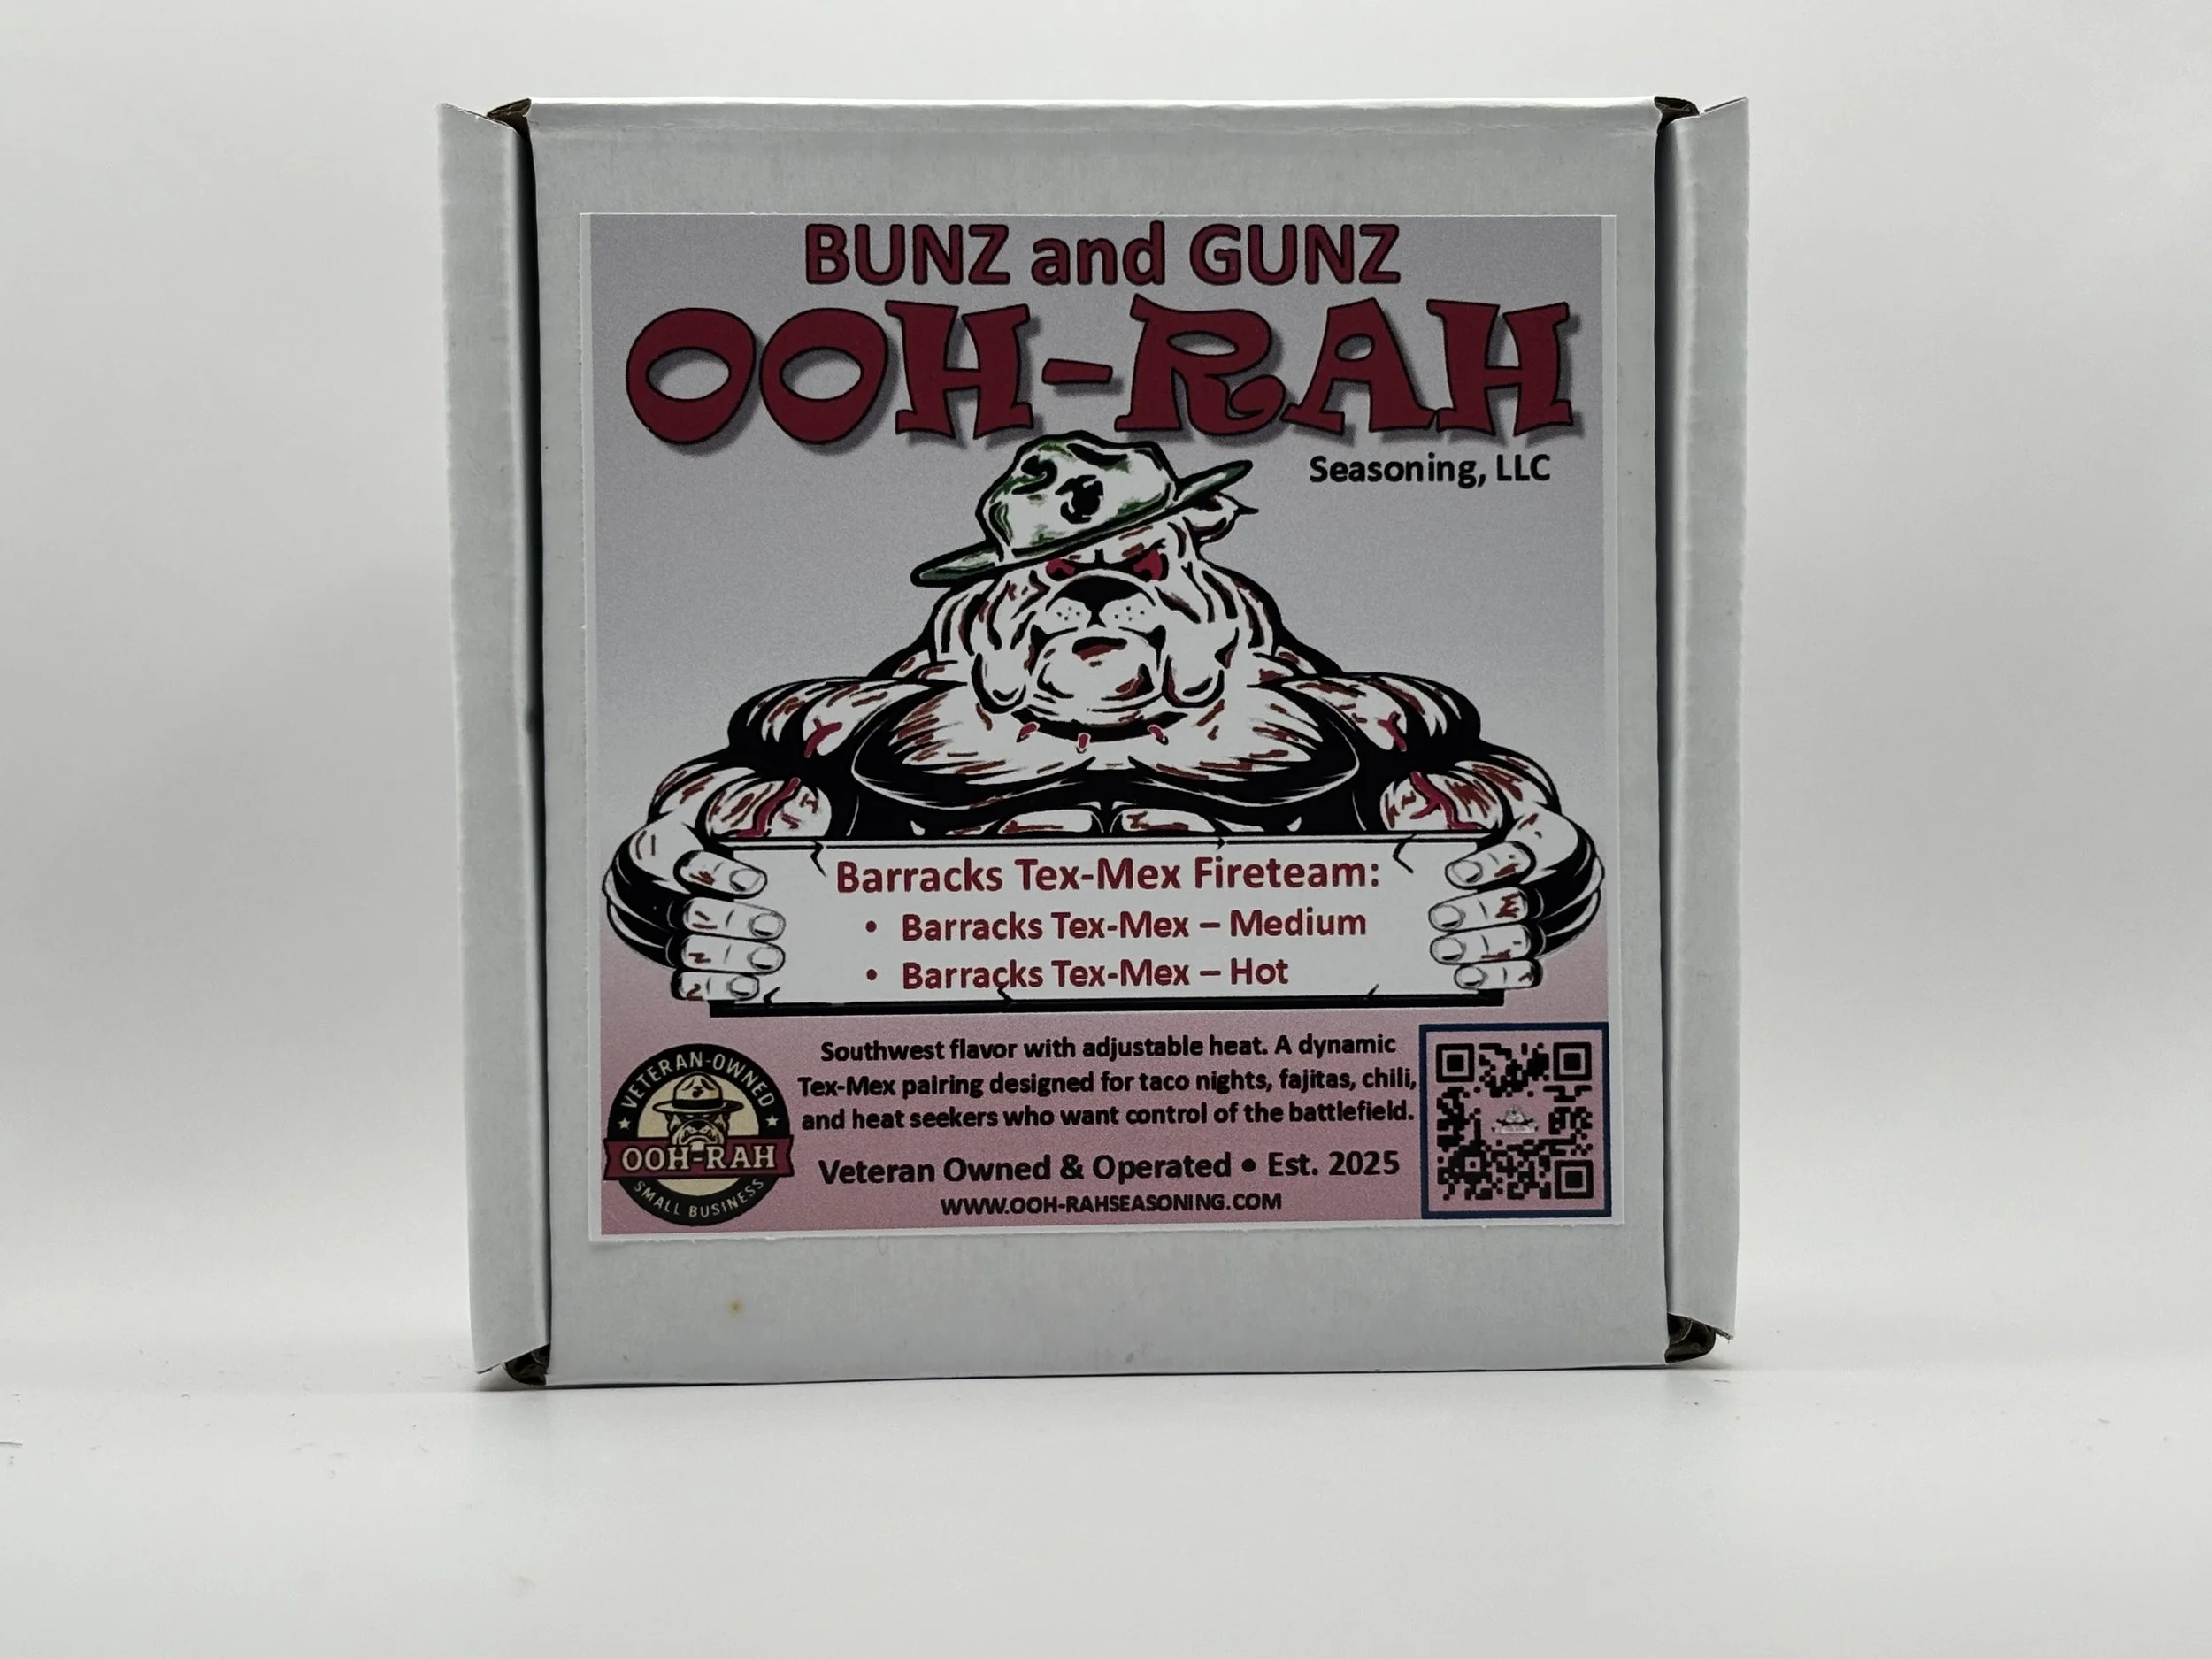 BUNZ and GUNZ
OOH-RAH
Seasoning, LLC
Barracks Tex-Mex Fireteam:
• Barracks Tex-Mex – Medium
• Barracks Tex-Mex – Hot
Southwest flavor with adjustable heat. A dynamic
Tex-Mex pairing designed for taco nights, fajitas, chili,
and heat seekers who want control of the battlefield.
Veteran Owned & Operated • Est. 2025
WWW.OOH-RAHSEASONING.COM
VETERAN-OWNED
OOH-RAH
SMALL BUSINESS